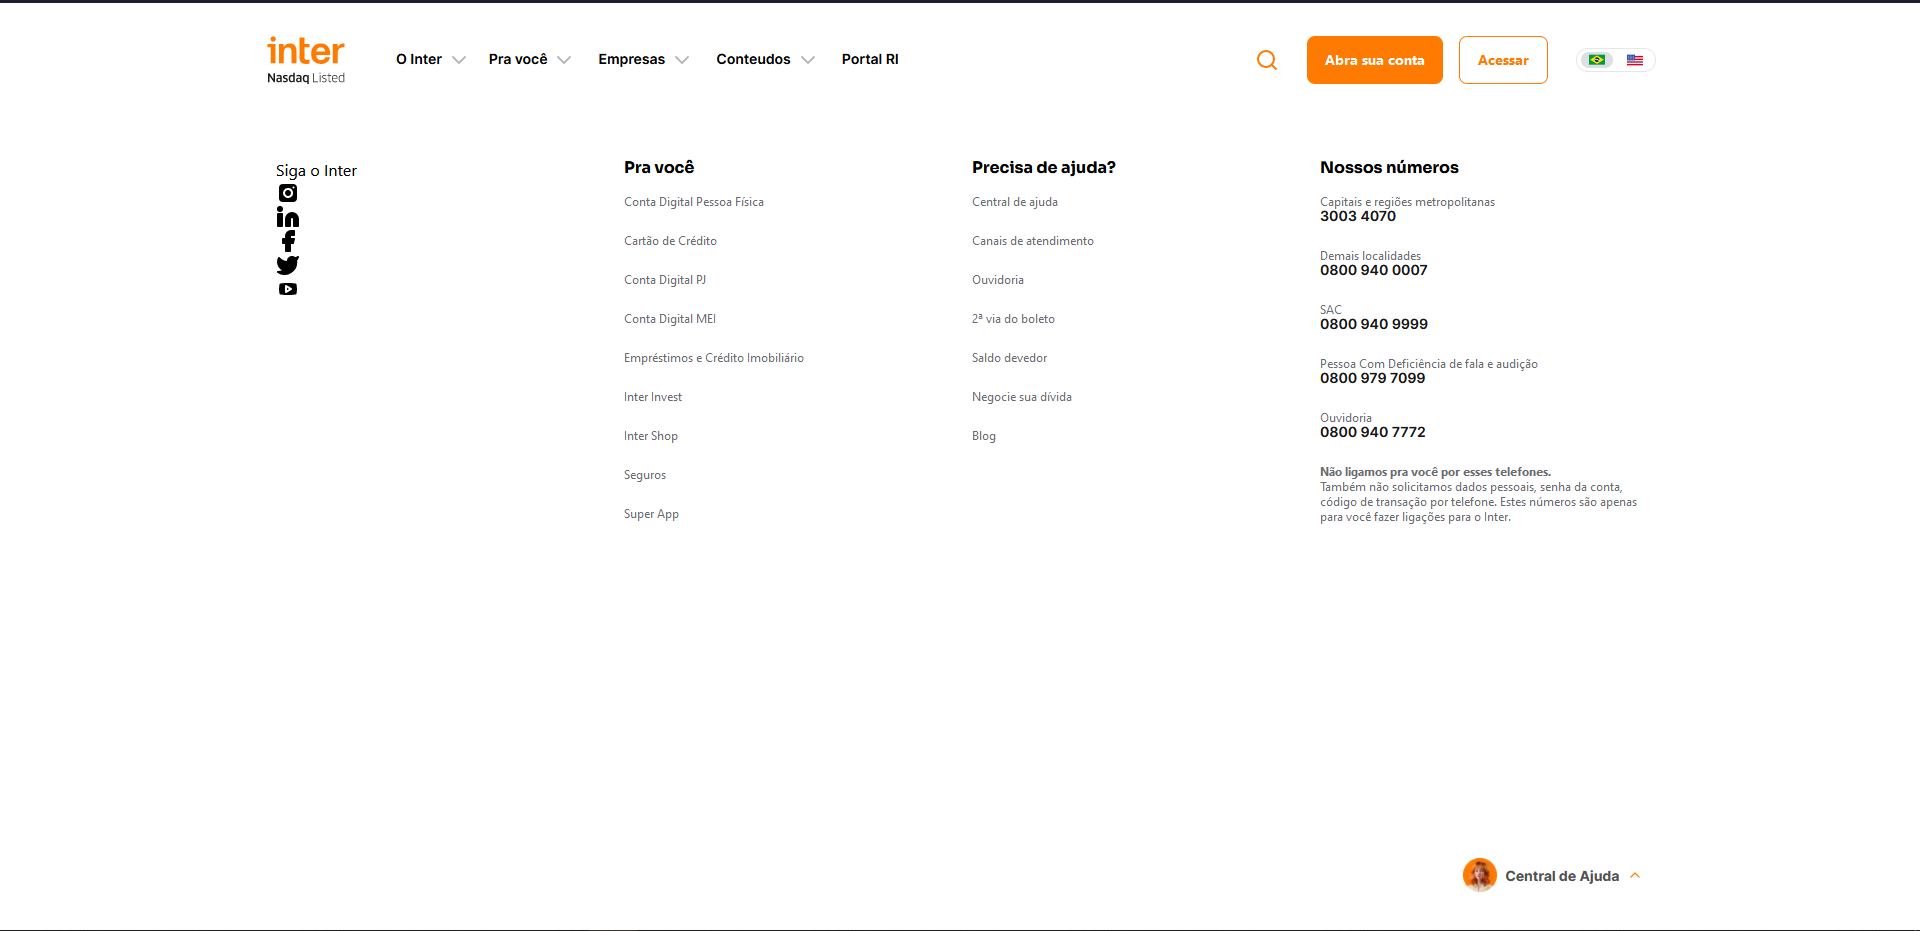 inter
Nasdaq Listed
O Inter
Pra você
Empresas
Conteudos
Portal RI
Abra sua conta
Acessar
Siga o Inter
Pra você
Conta Digital Pessoa Física
Cartão de Crédito
Conta Digital PJ
Conta Digital MEI
Empréstimos e Crédito Imobiliário
Inter Invest
Inter Shop
Seguros
Super App
Precisa de ajuda?
Central de ajuda
Canais de atendimento
Ouvidoria
2ª via do boleto
Saldo devedor
Negocie sua dívida
Blog
Nossos números
Capitais e regiões metropolitanas
3003 4070
Demais localidades
0800 940 0007
SAC
0800 940 9999
Pessoa Com Deficiência de fala e audição
0800 979 7099
Ouvidoria
0800 940 7772
Não ligamos pra você por esses telefones.
Também não solicitamos dados pessoais, senha da conta,
código de transação por telefone. Estes números são apenas
para você fazer ligações para o Inter.
Central de Ajuda